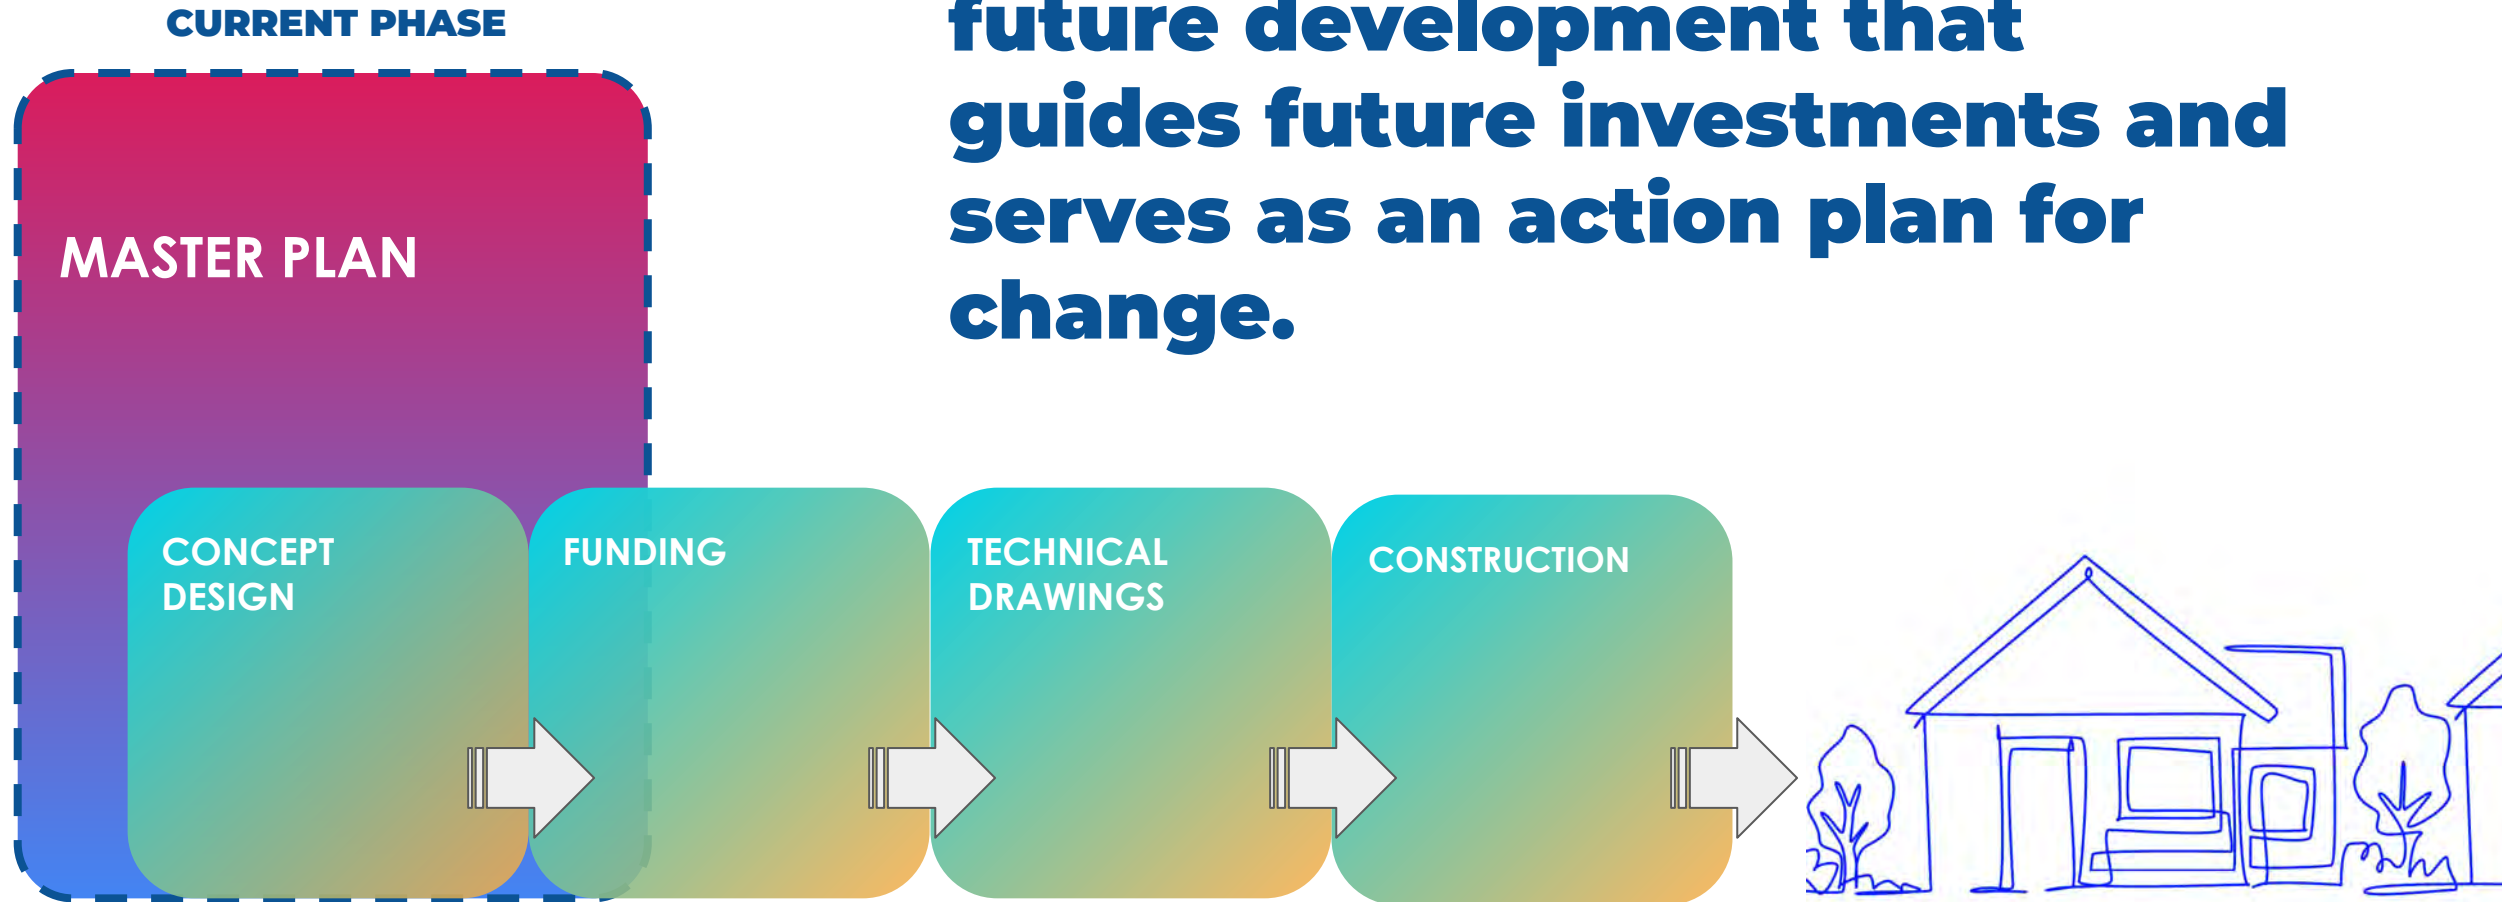 CURRENT PHASE
future development that
guides future investments and
serves as an action plan for
change.
MASTER PLAN
CONCEPT
DESIGN
FUNDING
TECHNICAL
DRAWINGS
CONSTRUCTION